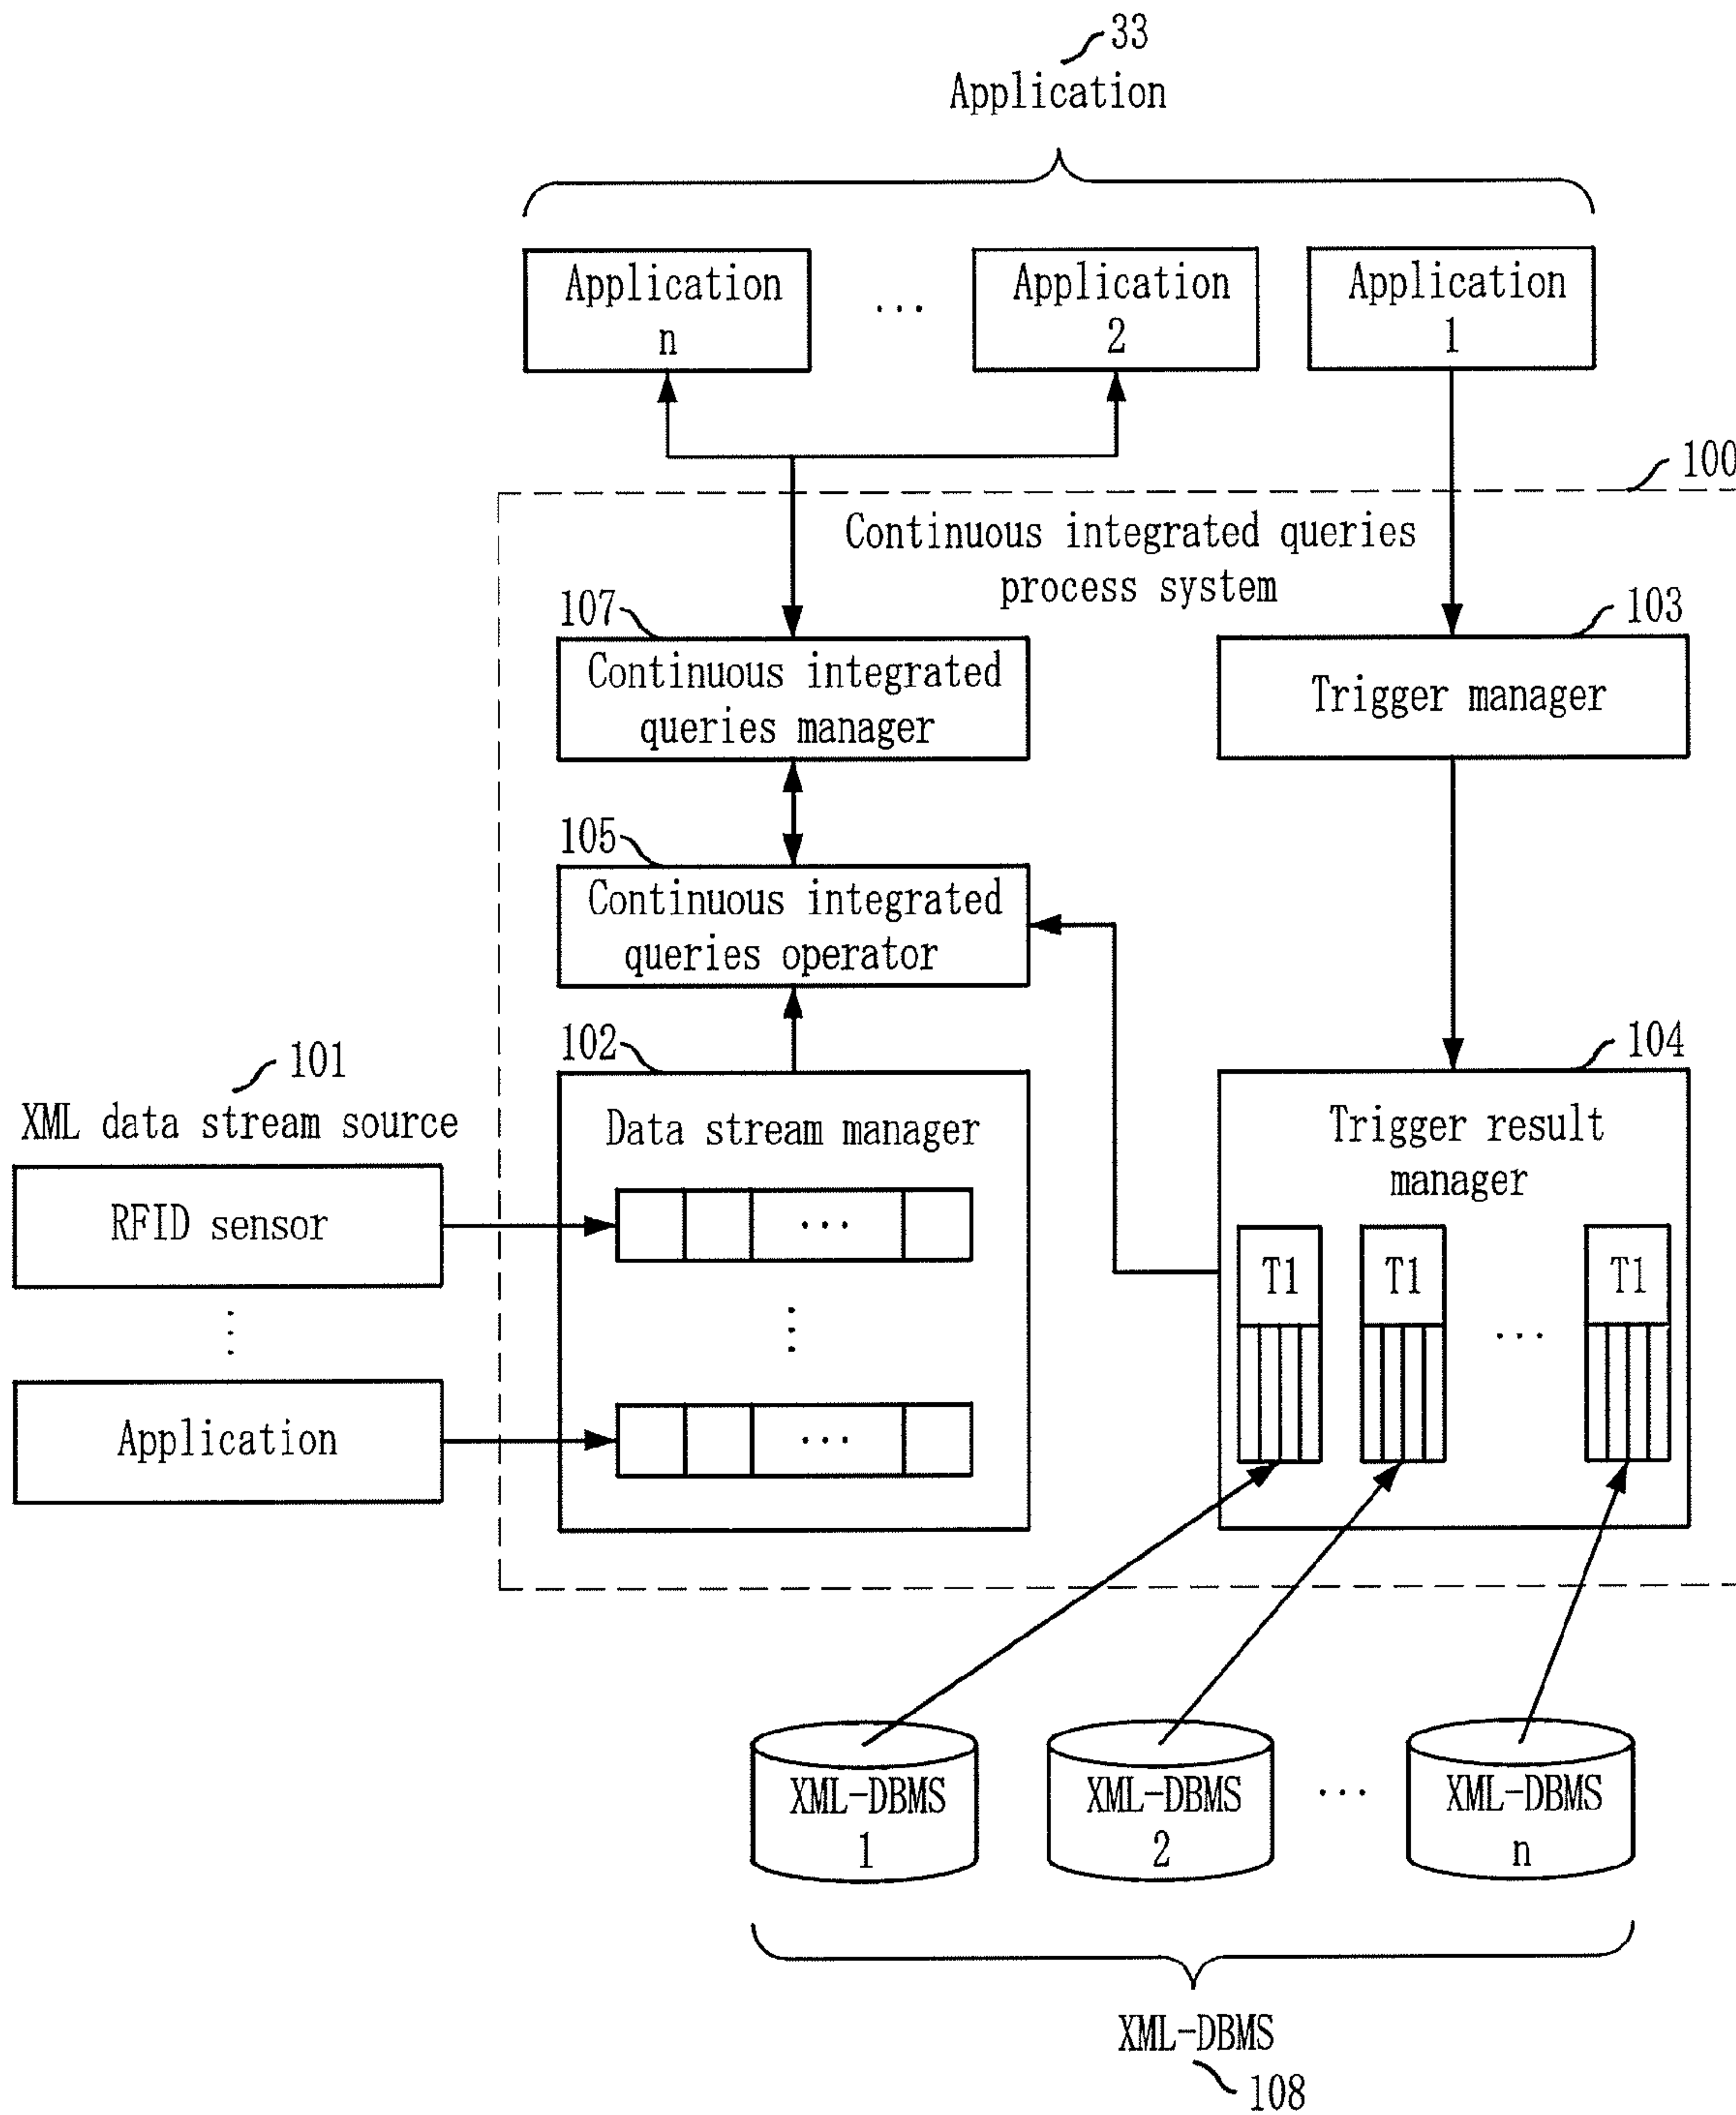 33
Application
Application
n
...
Application
2
Application
1
100
Continuous integrated queries
process system
107
Continuous integrated
queries manager
103
Trigger manager
105
Continuous integrated
queries operator
101
XML data stream source
RFID sensor
Application
102
Data stream manager
...
...
104
Trigger result
manager
T1
T1
...
T1
XML-DBMS
1
XML-DBMS
2
...
XML-DBMS
n
XML-DBMS
108